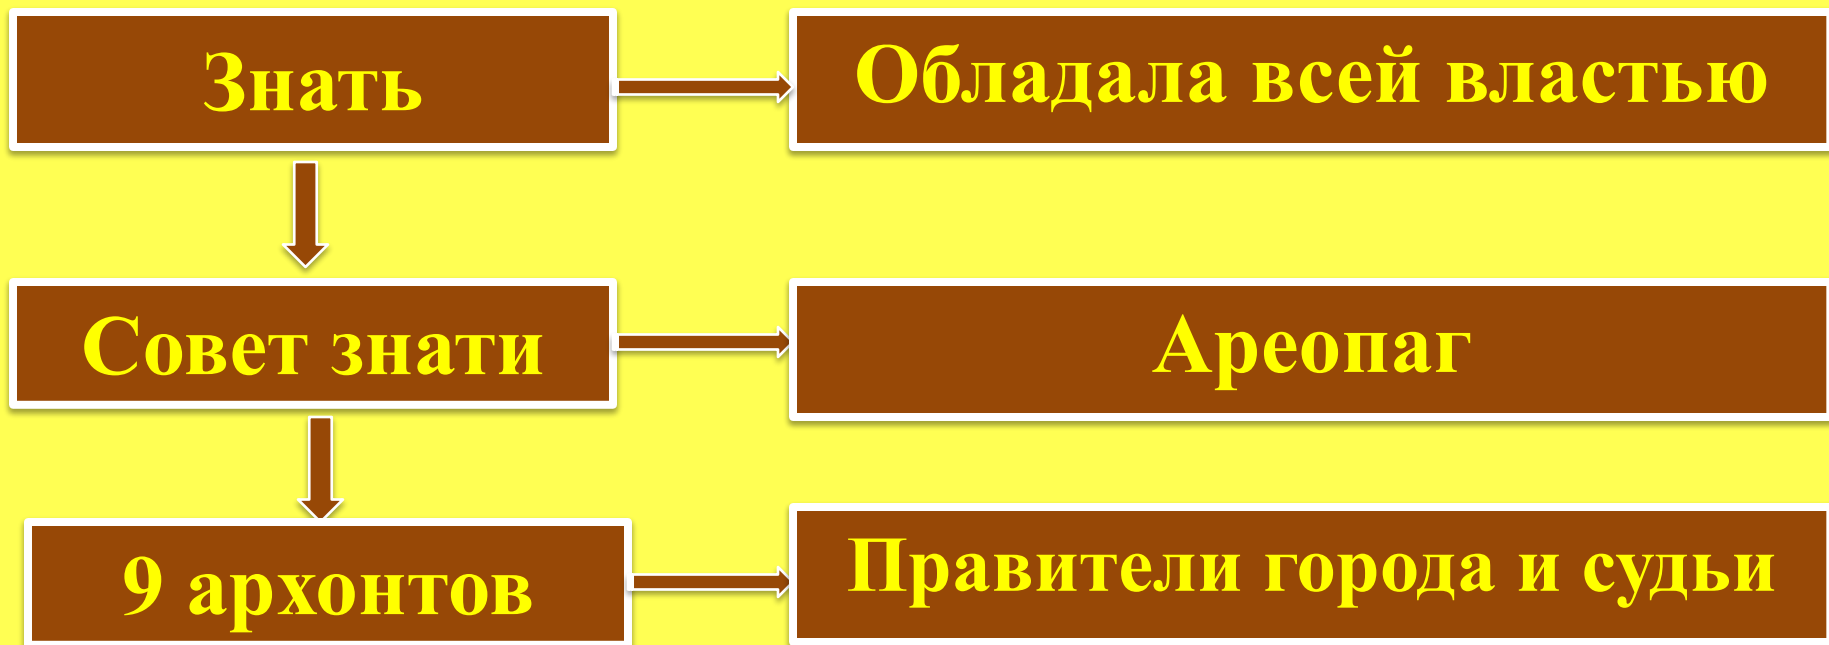 Знать
Обладала всей властью
Совет знати
Ареопаг
9 архонтов
Правители города и судьи